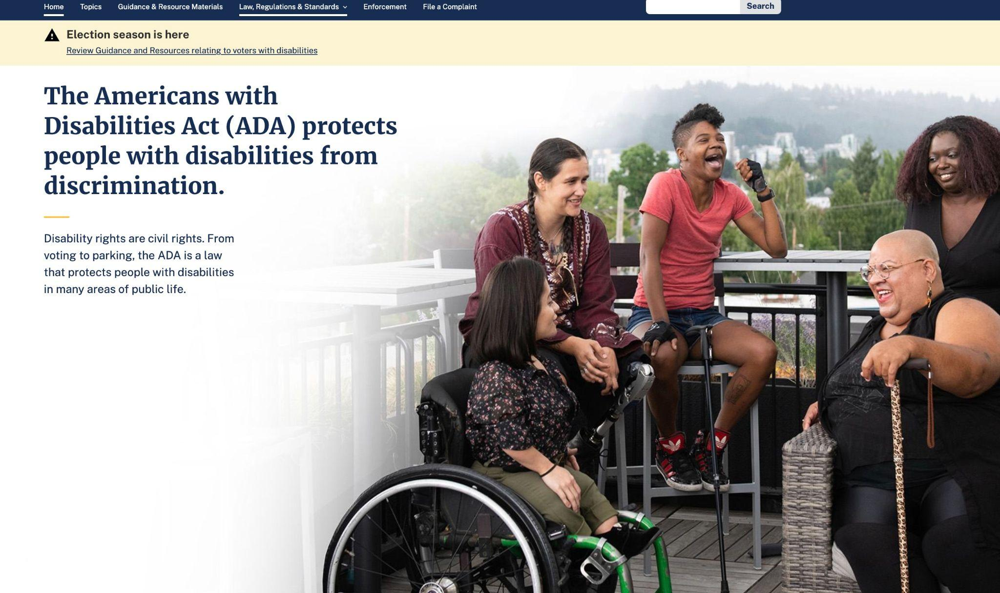 Home Topics Guidance & Resource Materials Law, Regulations & Standards Enforcement File a Complaint Search
Election season is here
Review Guidance and Resources relating to voters with disabilities
The Americans with
Disabilities Act (ADA) protects
people with disabilities from
discrimination.
Disability rights are civil rights. From
voting to parking, the ADA is a law
that protects people with disabilities
in many areas of public life.